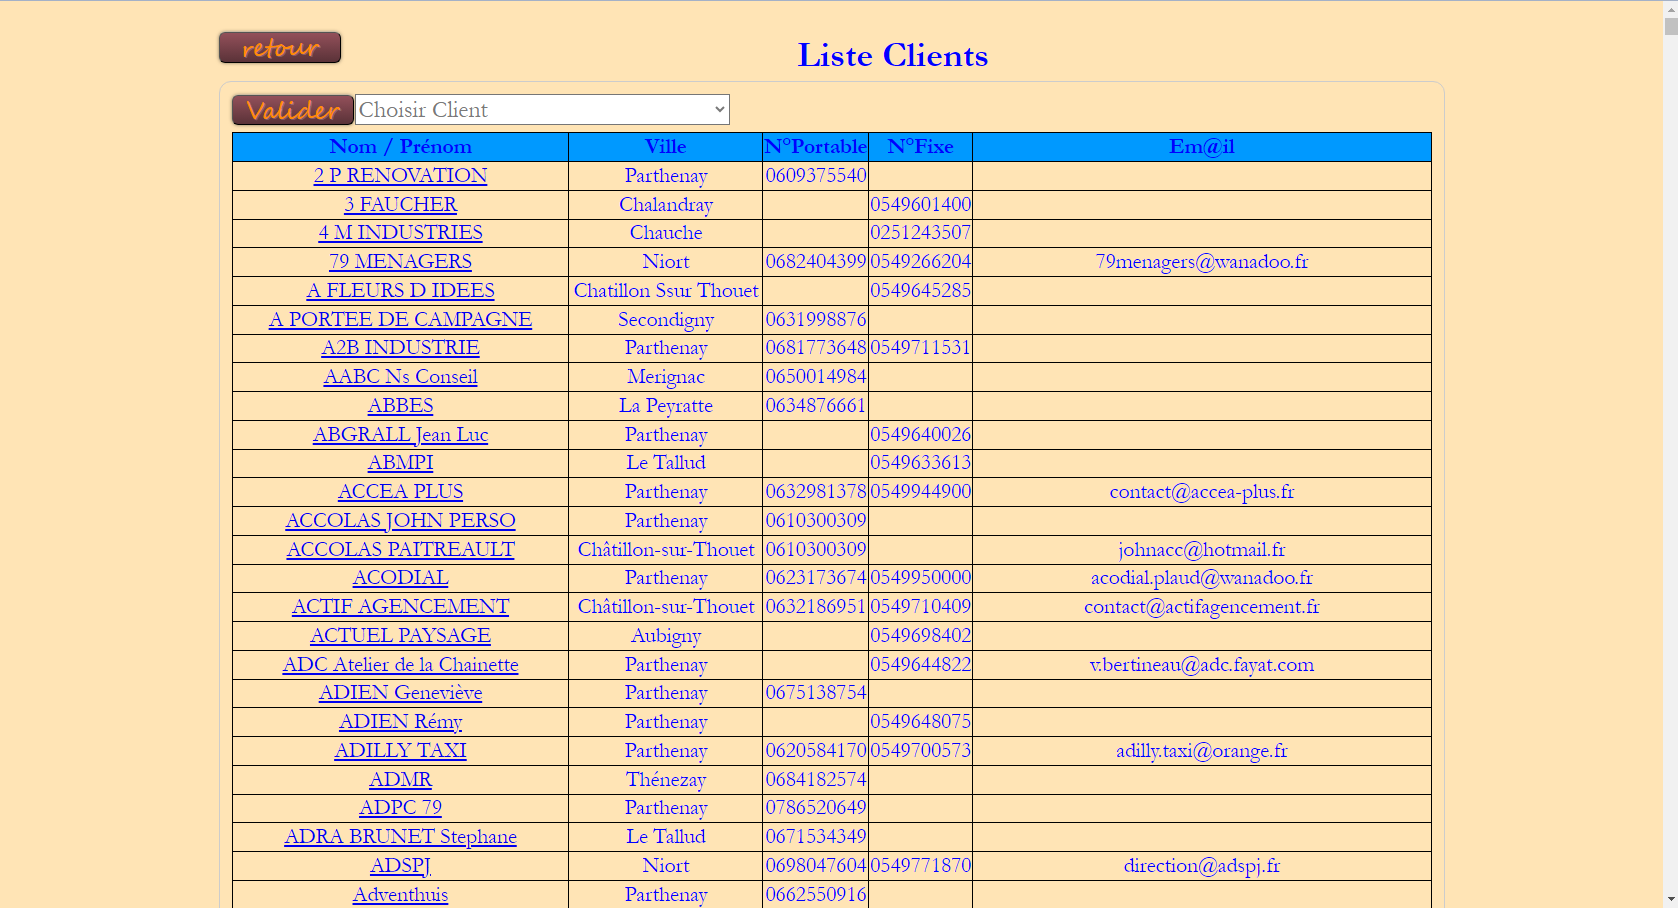 retour
Liste Clients
Valider Choisir Client
Nom / Prénom Ville N°Portable N°Fixe Em@il
2 P RENOVATION Parthenay 0609375540
3 FAUCHER Chalandray 0549601400
4 M INDUSTRIES Chauche 0251243507
79 MENAGERS Niort 0682404399 0549266204 79menagers@wanadoo.fr
A FLEURS D IDEES Chatillon Ssur Thouet 0549645285
A PORTEE DE CAMPAGNE Secondigny 0631998876
A2B INDUSTRIE Parthenay 0681773648 0549711531
AABC Ns Conseil Merignac 0650014984
ABBES La Peyratte 0634876661
ABGRALL Jean Luc Parthenay 0549640026
ABMPI Le Tallud 0549633613
ACCEA PLUS Parthenay 0632981378 0549944900 contact@accea-plus.fr
ACCOLAS JOHN PERSO Parthenay 0610300309
ACCOLAS PAITREAULT Châtillon-sur-Thouet 0610300309 johnacc@hotmail.fr
ACODIAL Parthenay 0623173674 0549950000 acodial.plaud@wanadoo.fr
ACTIF AGENCEMENT Châtillon-sur-Thouet 0632186951 0549710409 contact@actifagencement.fr
ACTUEL PAYSAGE Aubigny 0549698402
ADC Atelier de la Chainette Parthenay 0549644822 v.bertineau@adc.fayat.com
ADIEN Geneviève Parthenay 0675138754
ADIEN Rémy Parthenay 0549648075
ADILLY TAXI Parthenay 0620584170 0549700573 adilly.taxi@orange.fr
ADMR Thénezay 0684182574
ADPC 79 Parthenay 0786520649
ADRA BRUNET Stephane Le Tallud 0671534349
ADSPJ Niort 0698047604 0549771870 direction@adspj.fr
Adventhuis Parthenay 0662550916